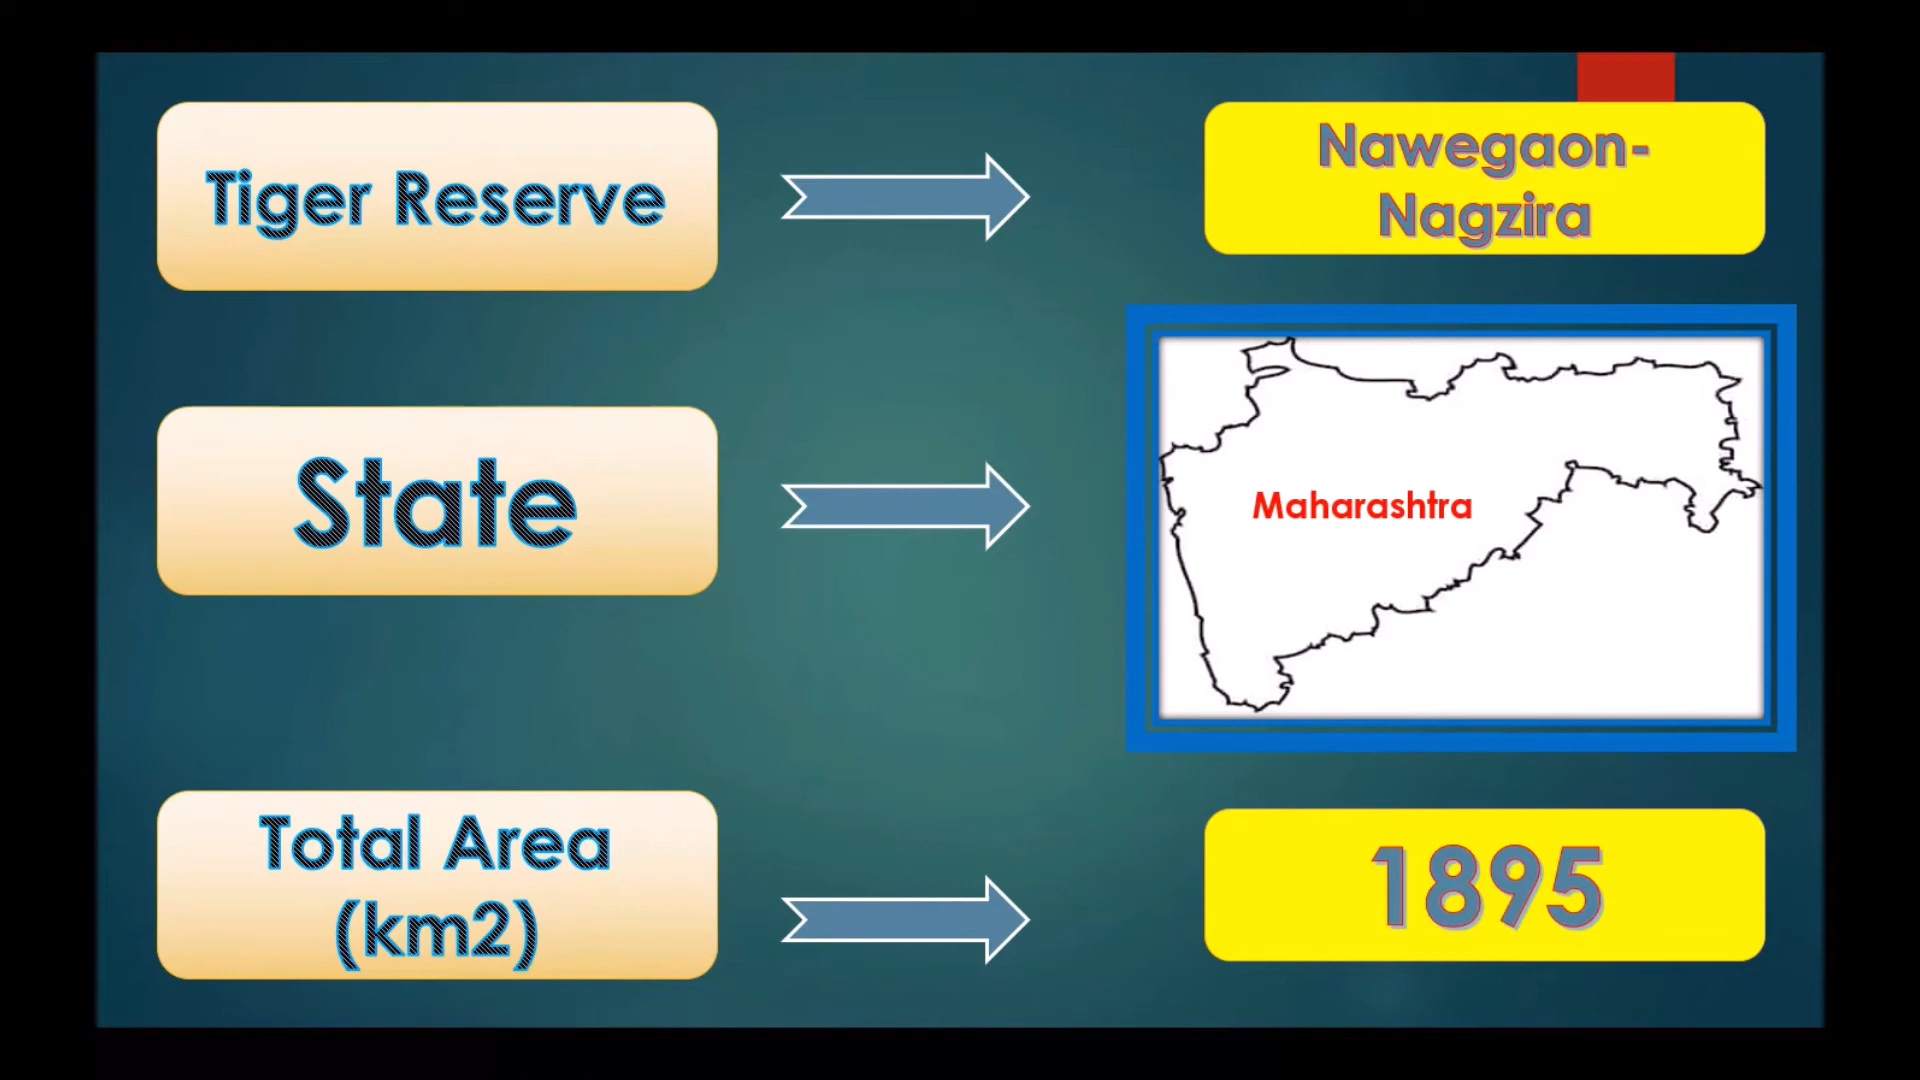 Tiger Reserve
Nawegaon-
Nagzira
State
Maharashtra
Total Area
(km2)
1895